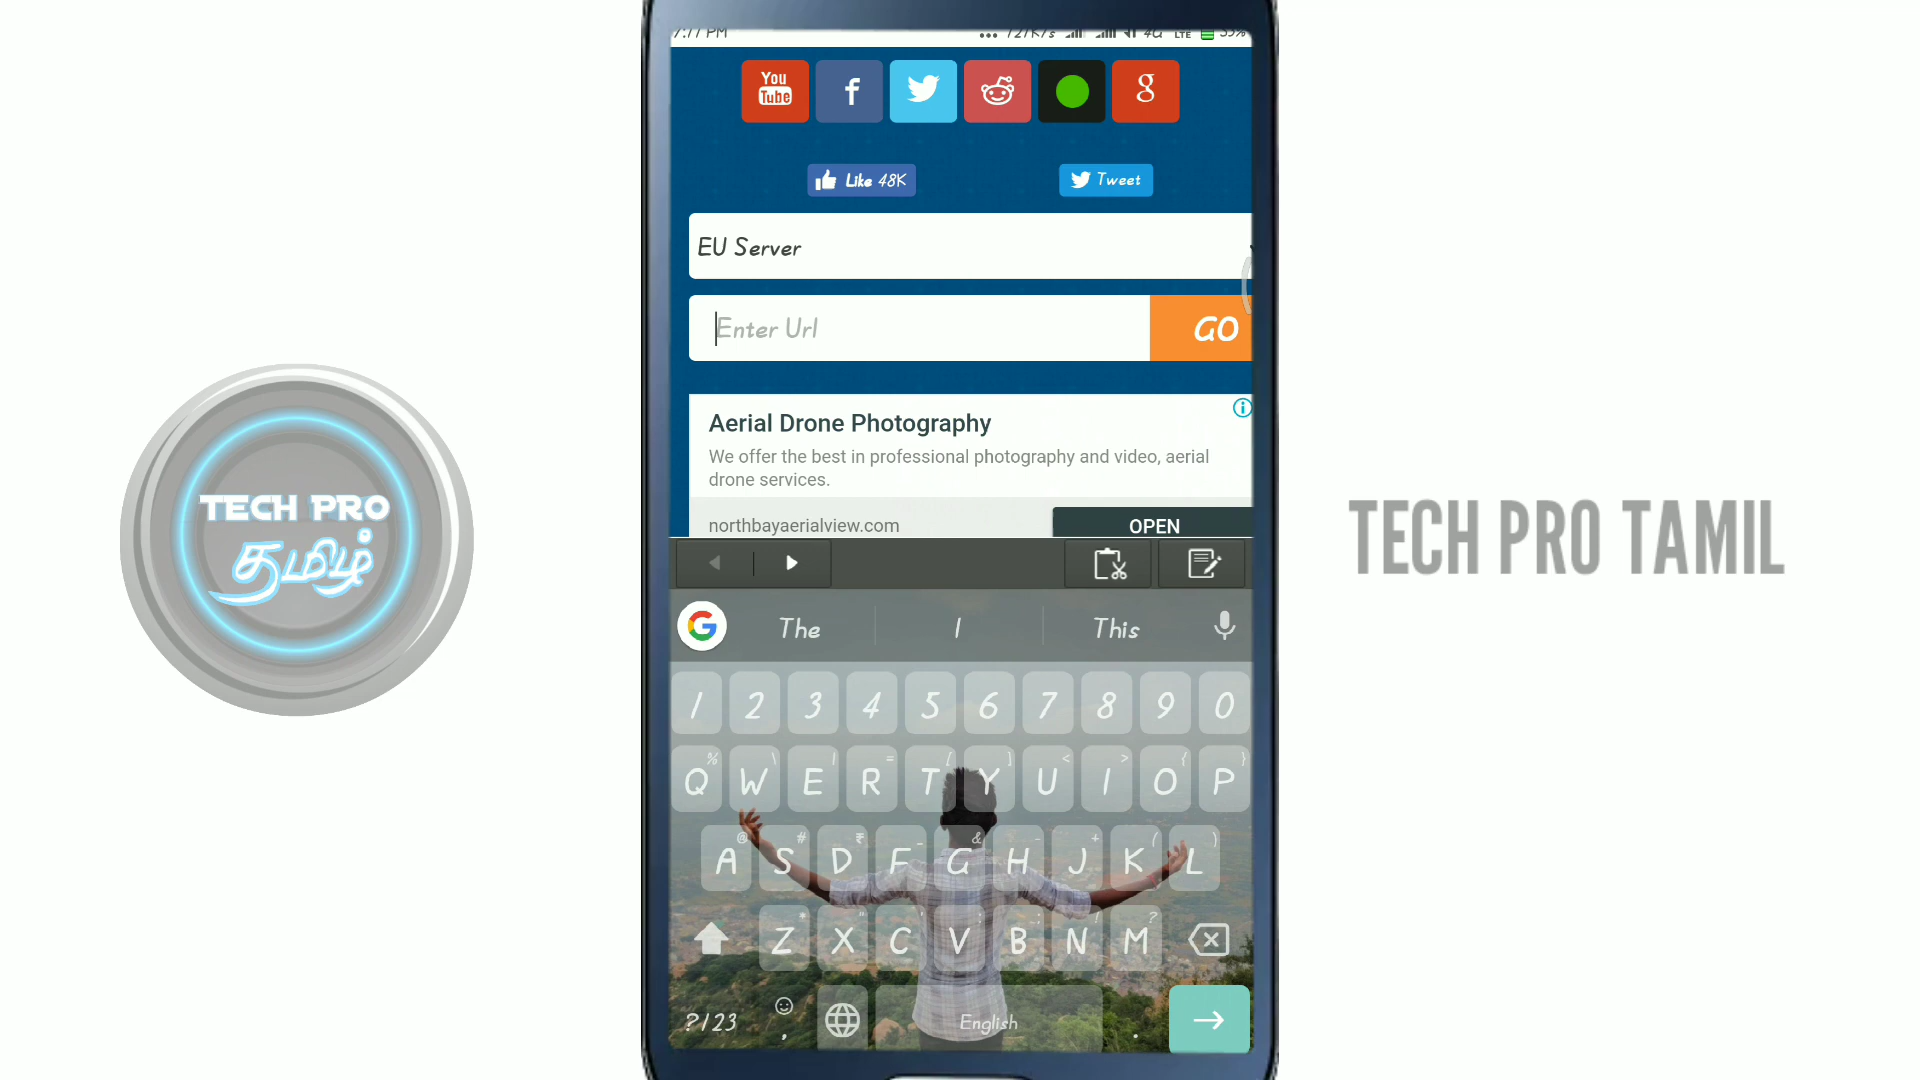 You
Tube
f
g
Like 48K
Tweet
EU Server
Enter Url
GO
Aerial Drone Photography
We offer the best in professional photography and video, aerial
drone services.
northbayaerialview.com
OPEN
The
I
This
1 2 3 4 5 6 7 8 9 0
% \ | = [ ] < > { }
Q W E R T Y U I O P
@ # ₹ _ & - + ( )
A S D F G H J K L
* " ' : ; ! ?
Z X C V B N M
?123
,
English
.
TECH PRO
தமிழ்
TECH PRO TAMIL